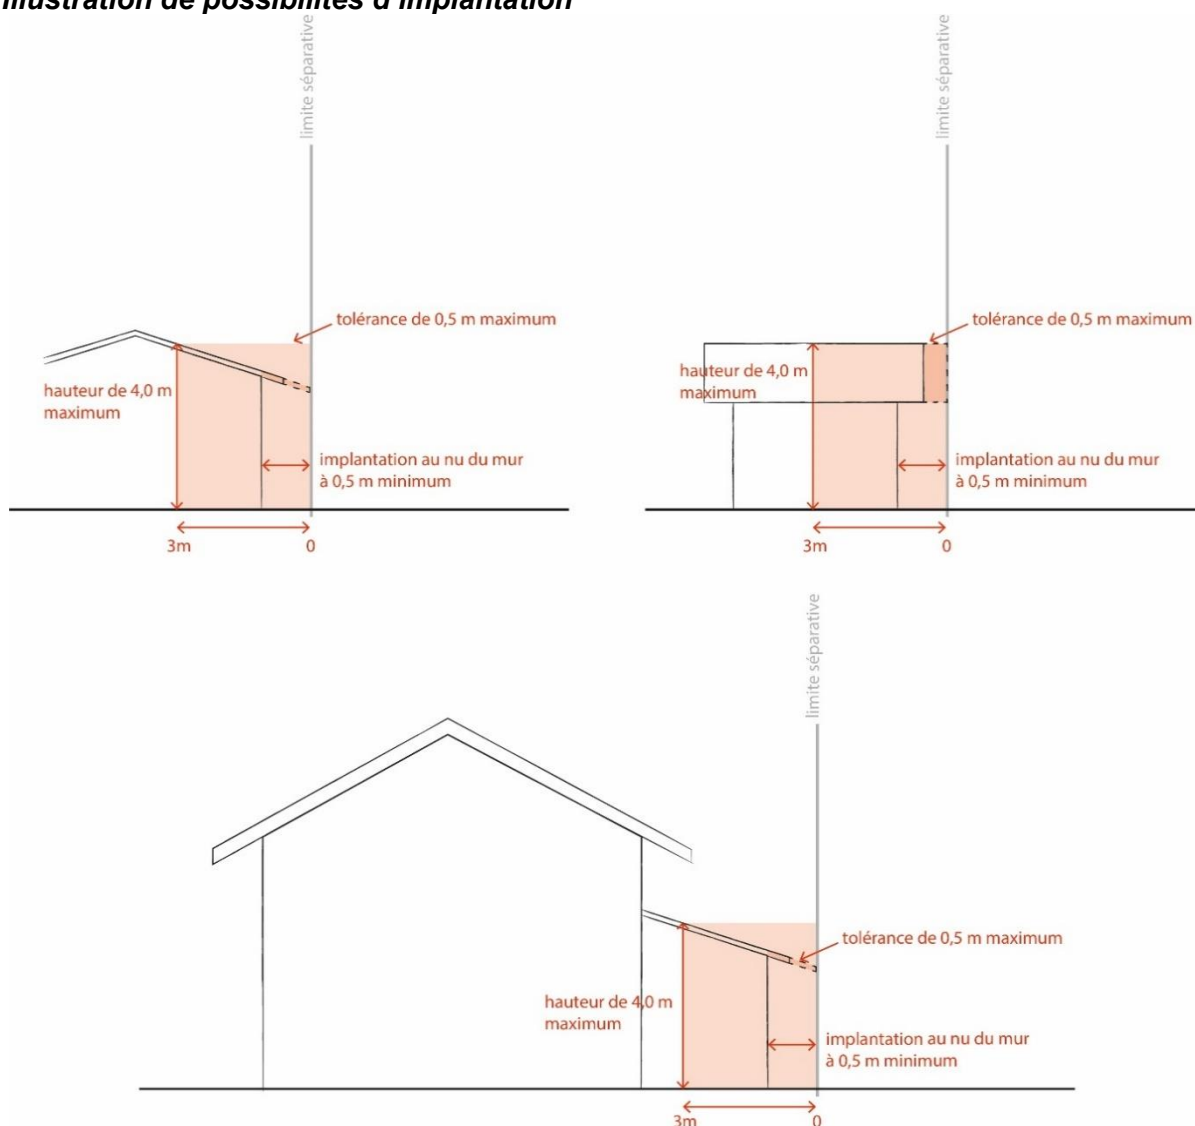 Illustration de possibilités d'implantation
limite séparative
tolérance de 0,5 m maximum
hauteur de 4,0 m
maximum
implantation au nu du mur
à 0,5 m minimum
3m
0
limite séparative
tolérance de 0,5 m maximum
hauteur de 4,0 m
maximum
implantation au nu du mur
à 0,5 m minimum
3m
0
limite séparative
tolérance de 0,5 m maximum
hauteur de 4,0 m
maximum
implantation au nu du mur
à 0,5 m minimum
3m
0